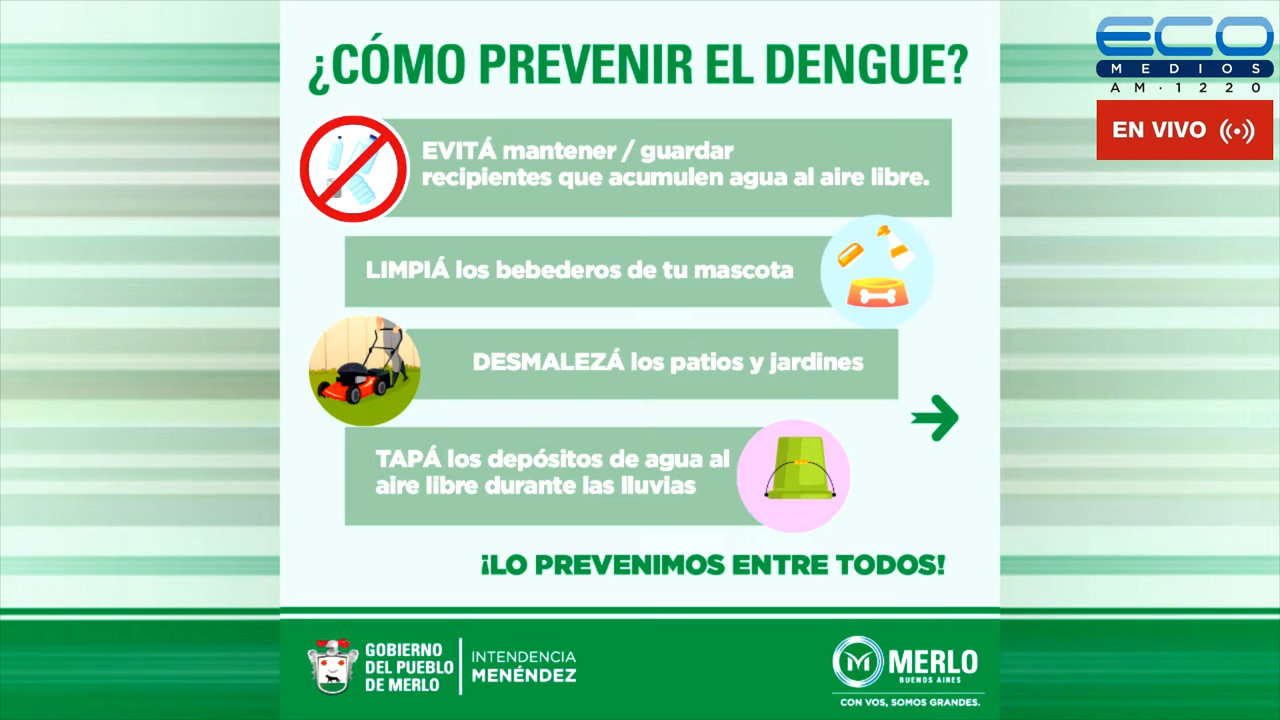 ¿CÓMO PREVENIR EL DENGUE?
ECO
MEDIOS
AM·1220
EN VIVO
EVITÁ mantener / guardar
recipientes que acumulen agua al aire libre.
LIMPIÁ los bebederos de tu mascota
DESMALEZÁ los patios y jardines
TAPÁ los depósitos de agua al
aire libre durante las lluvias
¡LO PREVENIMOS ENTRE TODOS!
GOBIERNO
DEL PUEBLO
DE MERLO
INTENDENCIA
MENÉNDEZ
MERLO
BUENOS AIRES
CON VOS, SOMOS GRANDES.